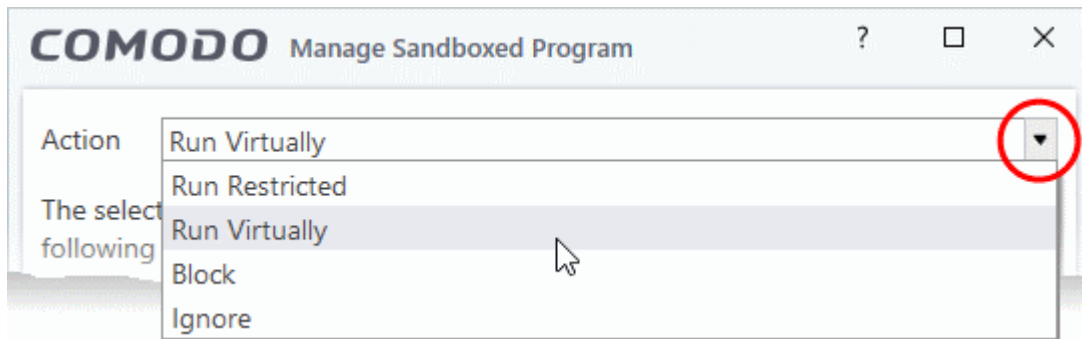 COMODO Manage Sandboxed Program ?
Action Run Virtually
Run Restricted
The select
Run Virtually
following
Block
Ignore